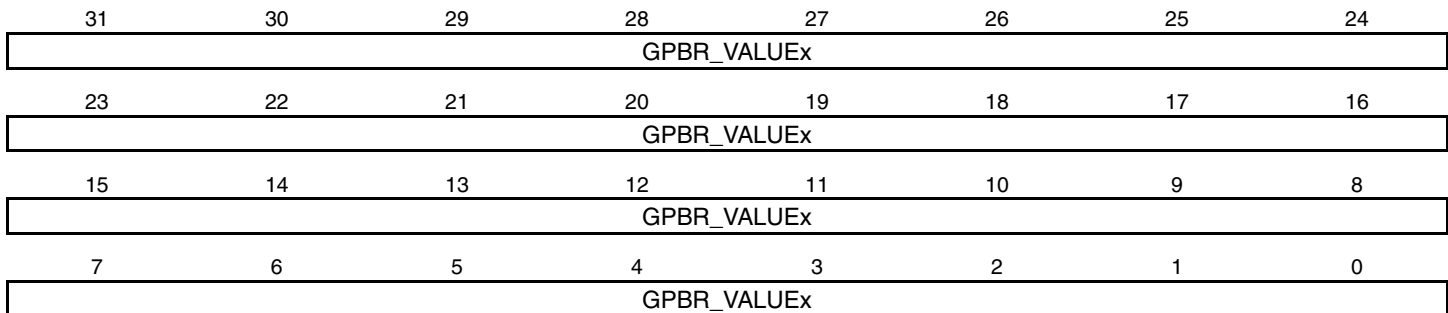 31 30 29 28 27 26 25 24
GPBR_VALUEx
23 22 21 20 19 18 17 16
GPBR_VALUEx
15 14 13 12 11 10 9 8
GPBR_VALUEx
7 6 5 4 3 2 1 0
GPBR_VALUEx